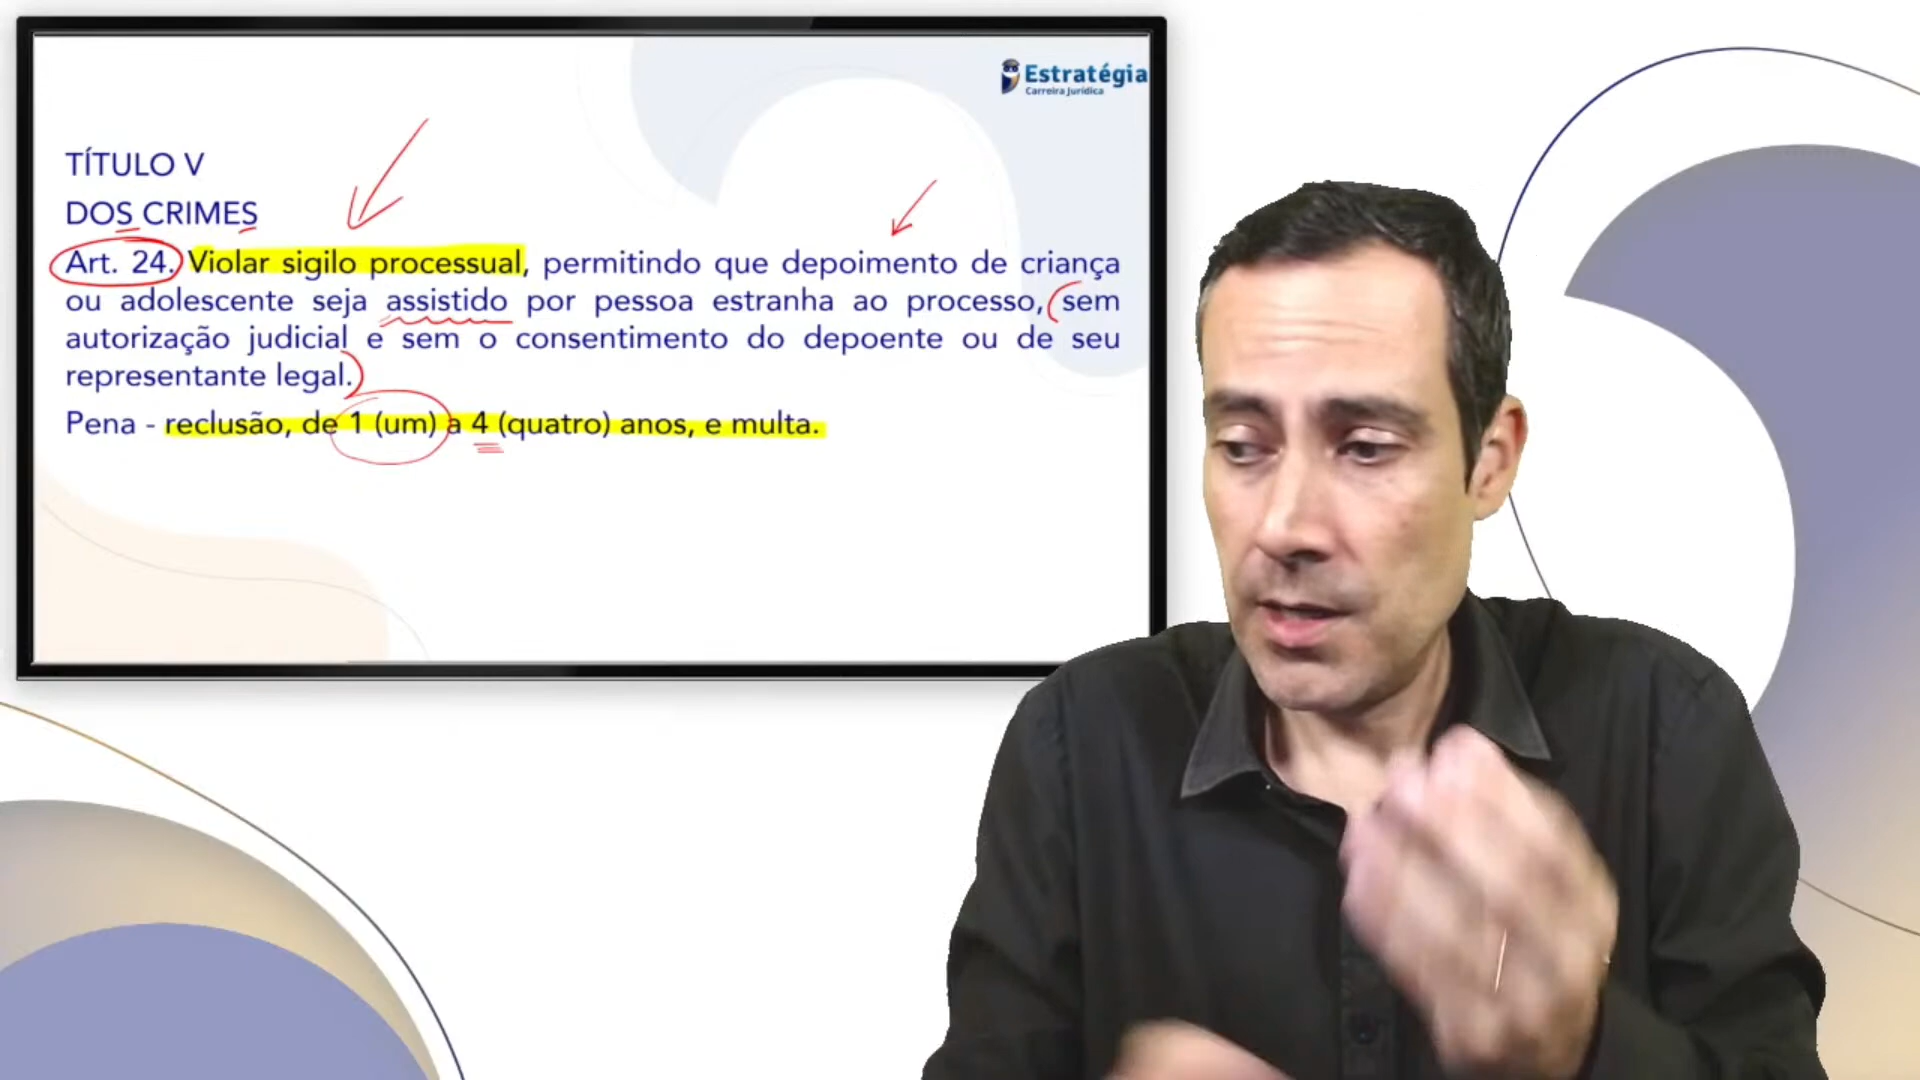 Estratégia
Carreira Jurídica
TÍTULO V
DOS CRIMES
Art. 24. Violar sigilo processual, permitindo que depoimento de criança
ou adolescente seja assistido por pessoa estranha ao processo, sem
autorização judicial e sem o consentimento do depoente ou de seu
representante legal.
Pena - reclusão, de 1 (um) a 4 (quatro) anos, e multa.